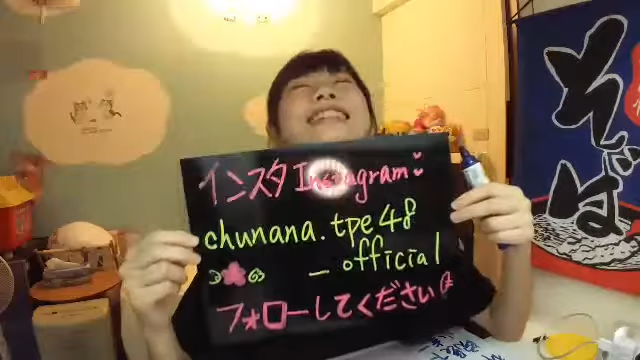 インスタ Instagram
chunana.tpe48
_official
フォローしてください
そば